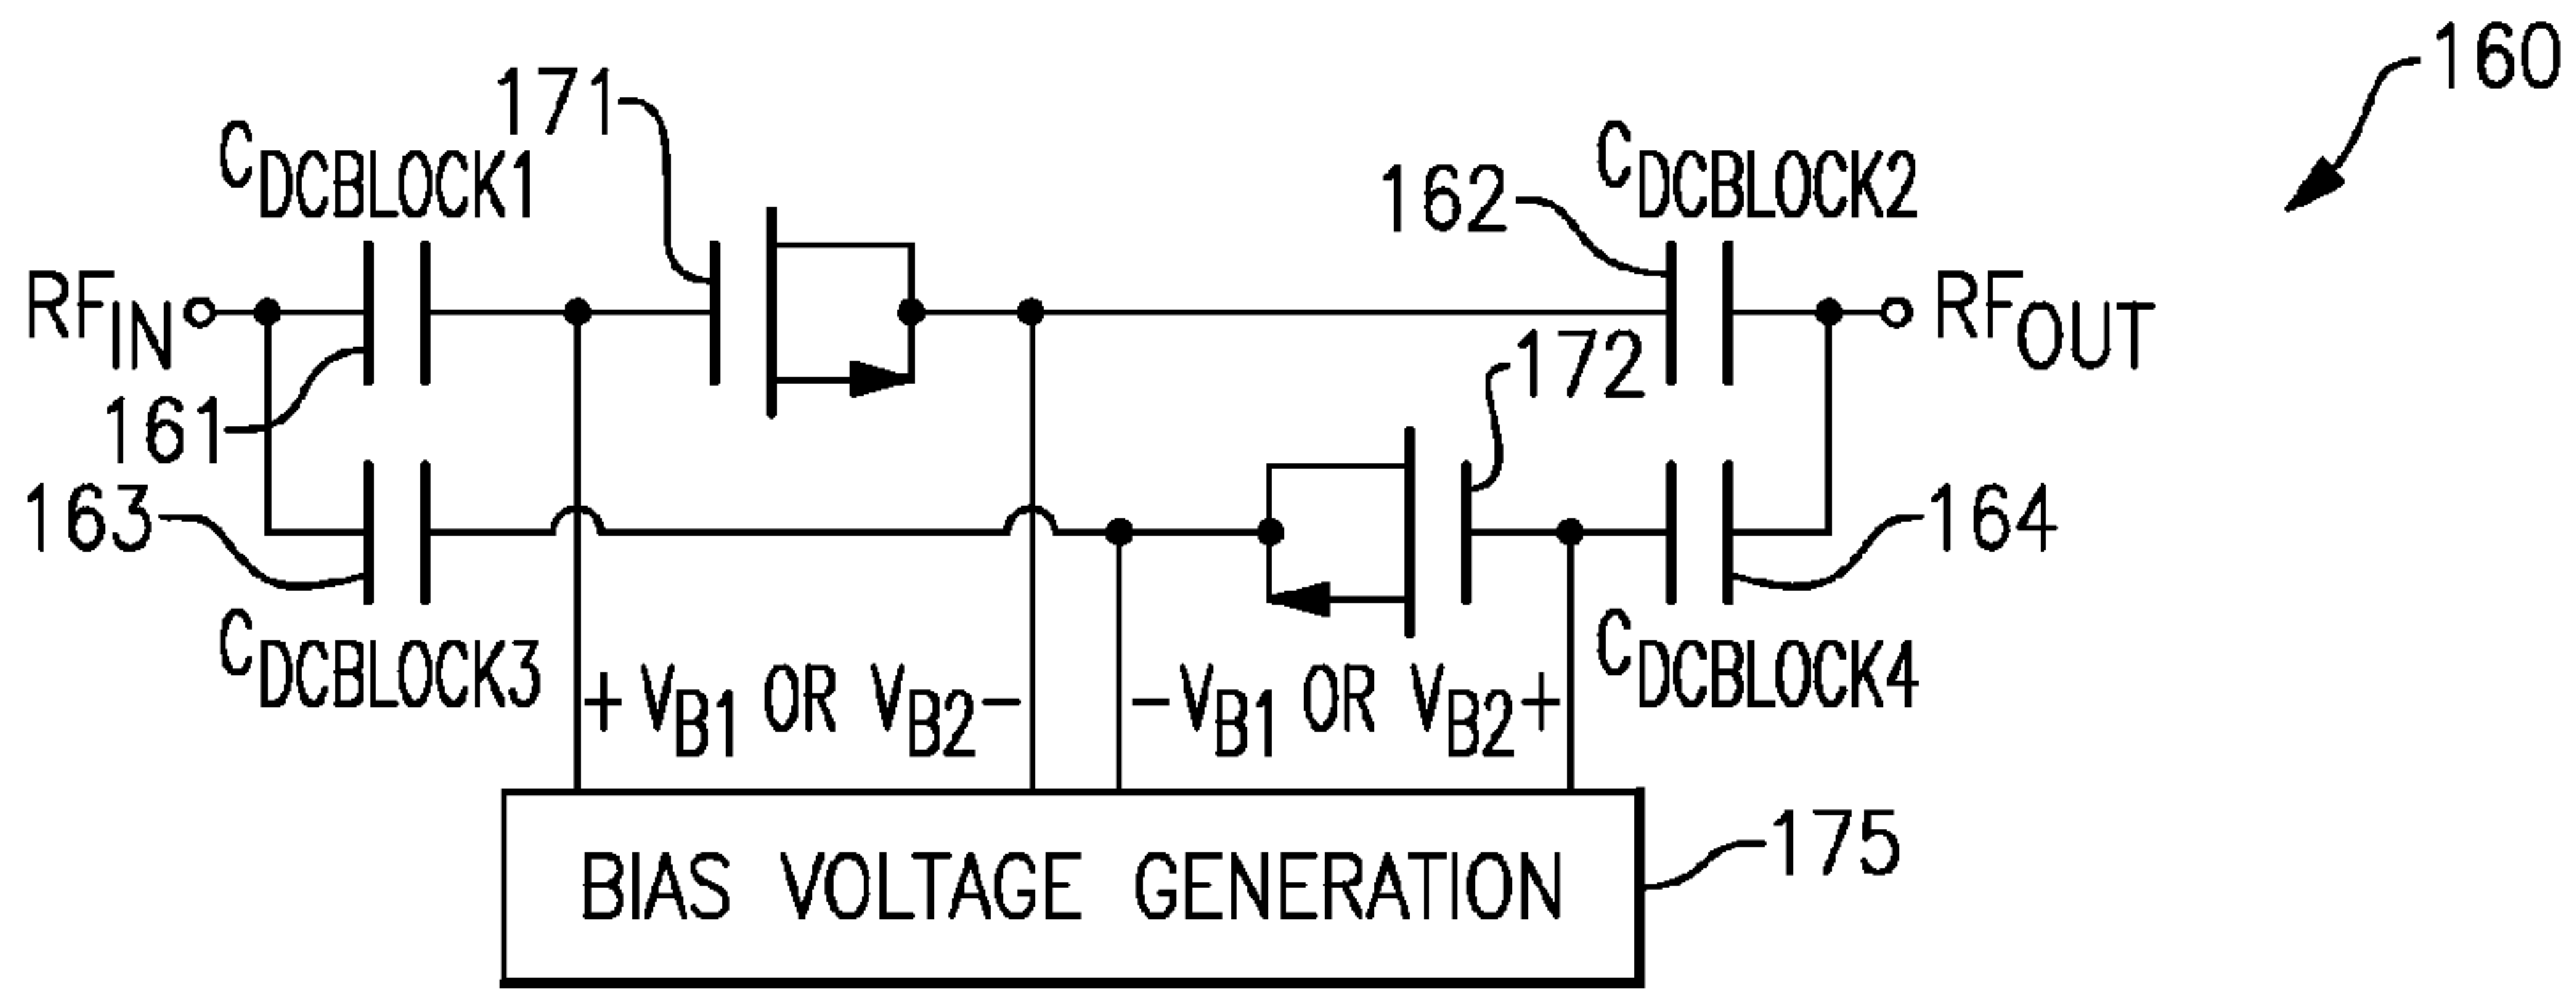 160
171
CDCBLOCK1
162
CDCBLOCK2
RFIN
RFOUT
161
172
163
164
CDCBLOCK3
CDCBLOCK4
+ VB1 OR VB2 -
- VB1 OR VB2 +
175
BIAS VOLTAGE GENERATION